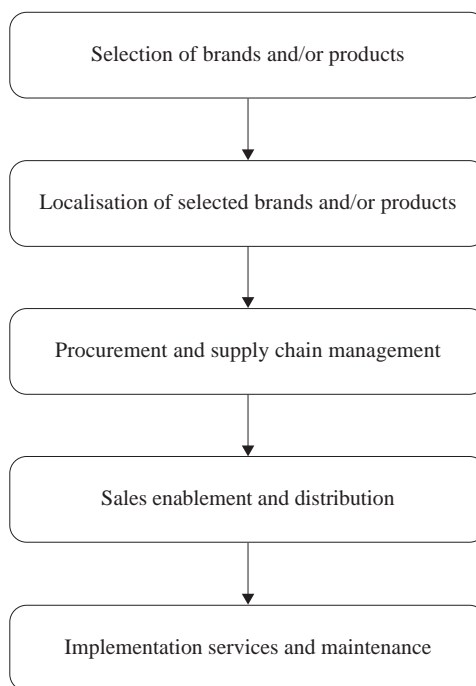 Selection of brands and/or products
Localisation of selected brands and/or products
Procurement and supply chain management
Sales enablement and distribution
Implementation services and maintenance